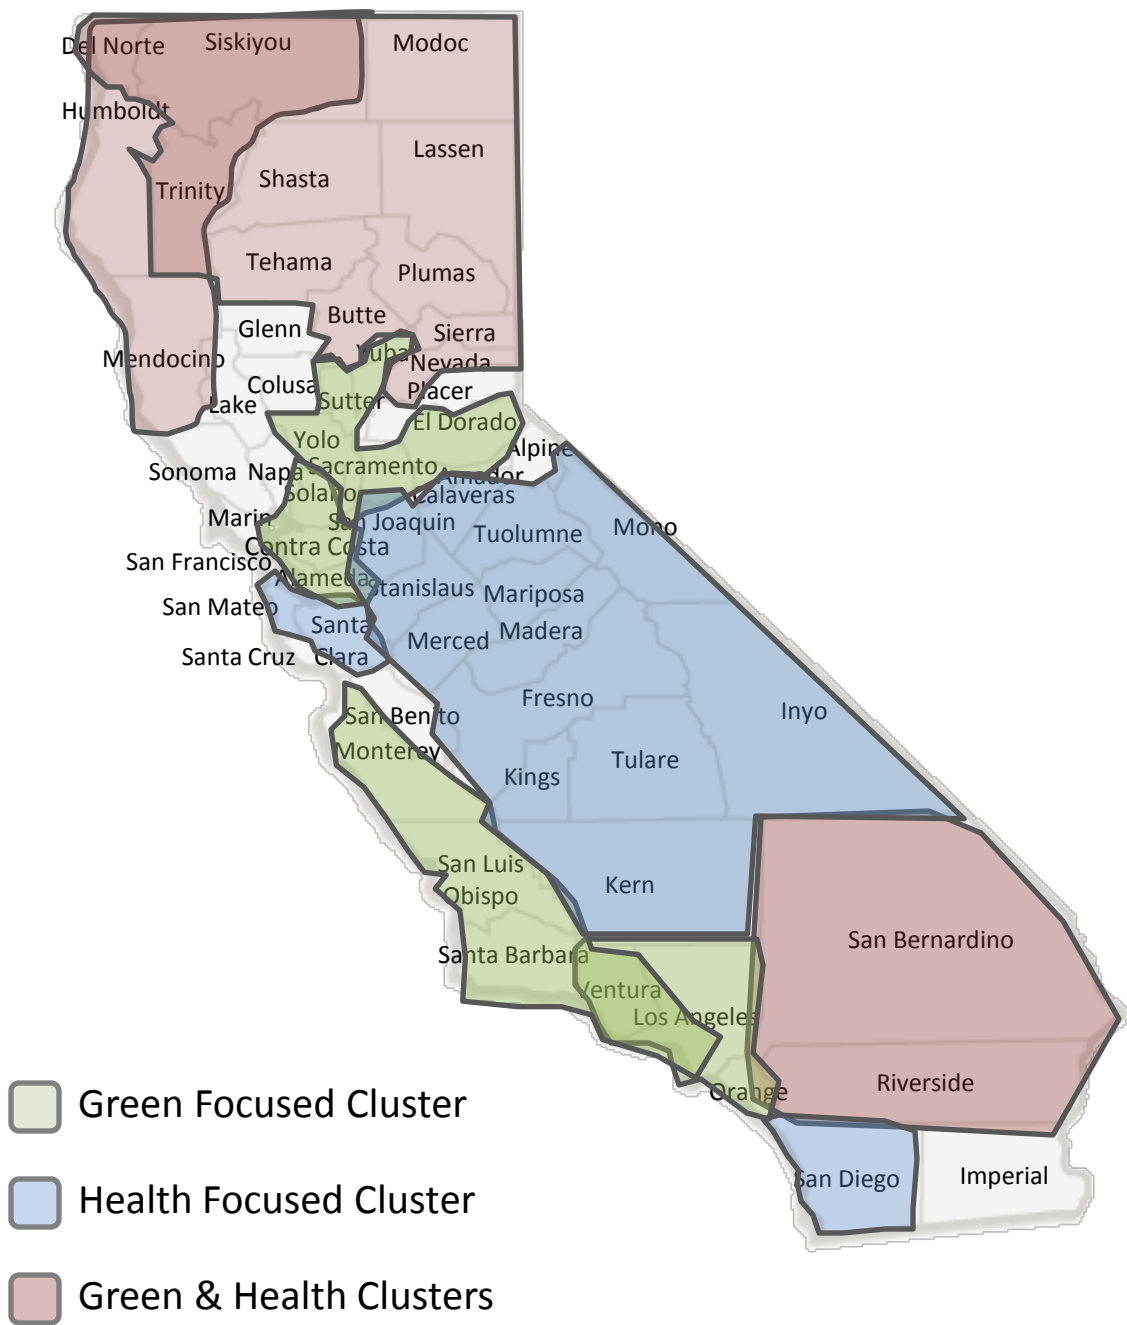 Del Norte
Siskiyou
Modoc
Humboldt
Lassen
Shasta
Trinity
Tehama
Plumas
Butte
Glenn
Sierra
Yuba
Nevada
Mendocino
Colusa
Placer
Lake
Sutter
El Dorado
Yolo
Alpine
Sonoma
Napa
Sacramento
Amador
Solano
Calaveras
Marin
San Joaquin
Tuolumne
Mono
Contra Costa
San Francisco
Alameda
Stanislaus
Mariposa
San Mateo
Santa
Clara
Merced
Madera
Santa Cruz
Fresno
Inyo
San Benito
Monterey
Tulare
Kings
San Luis
Obispo
Kern
San Bernardino
Santa Barbara
Ventura
Los Angeles
Orange
Riverside
San Diego
Imperial
Green Focused Cluster
Health Focused Cluster
Green & Health Clusters